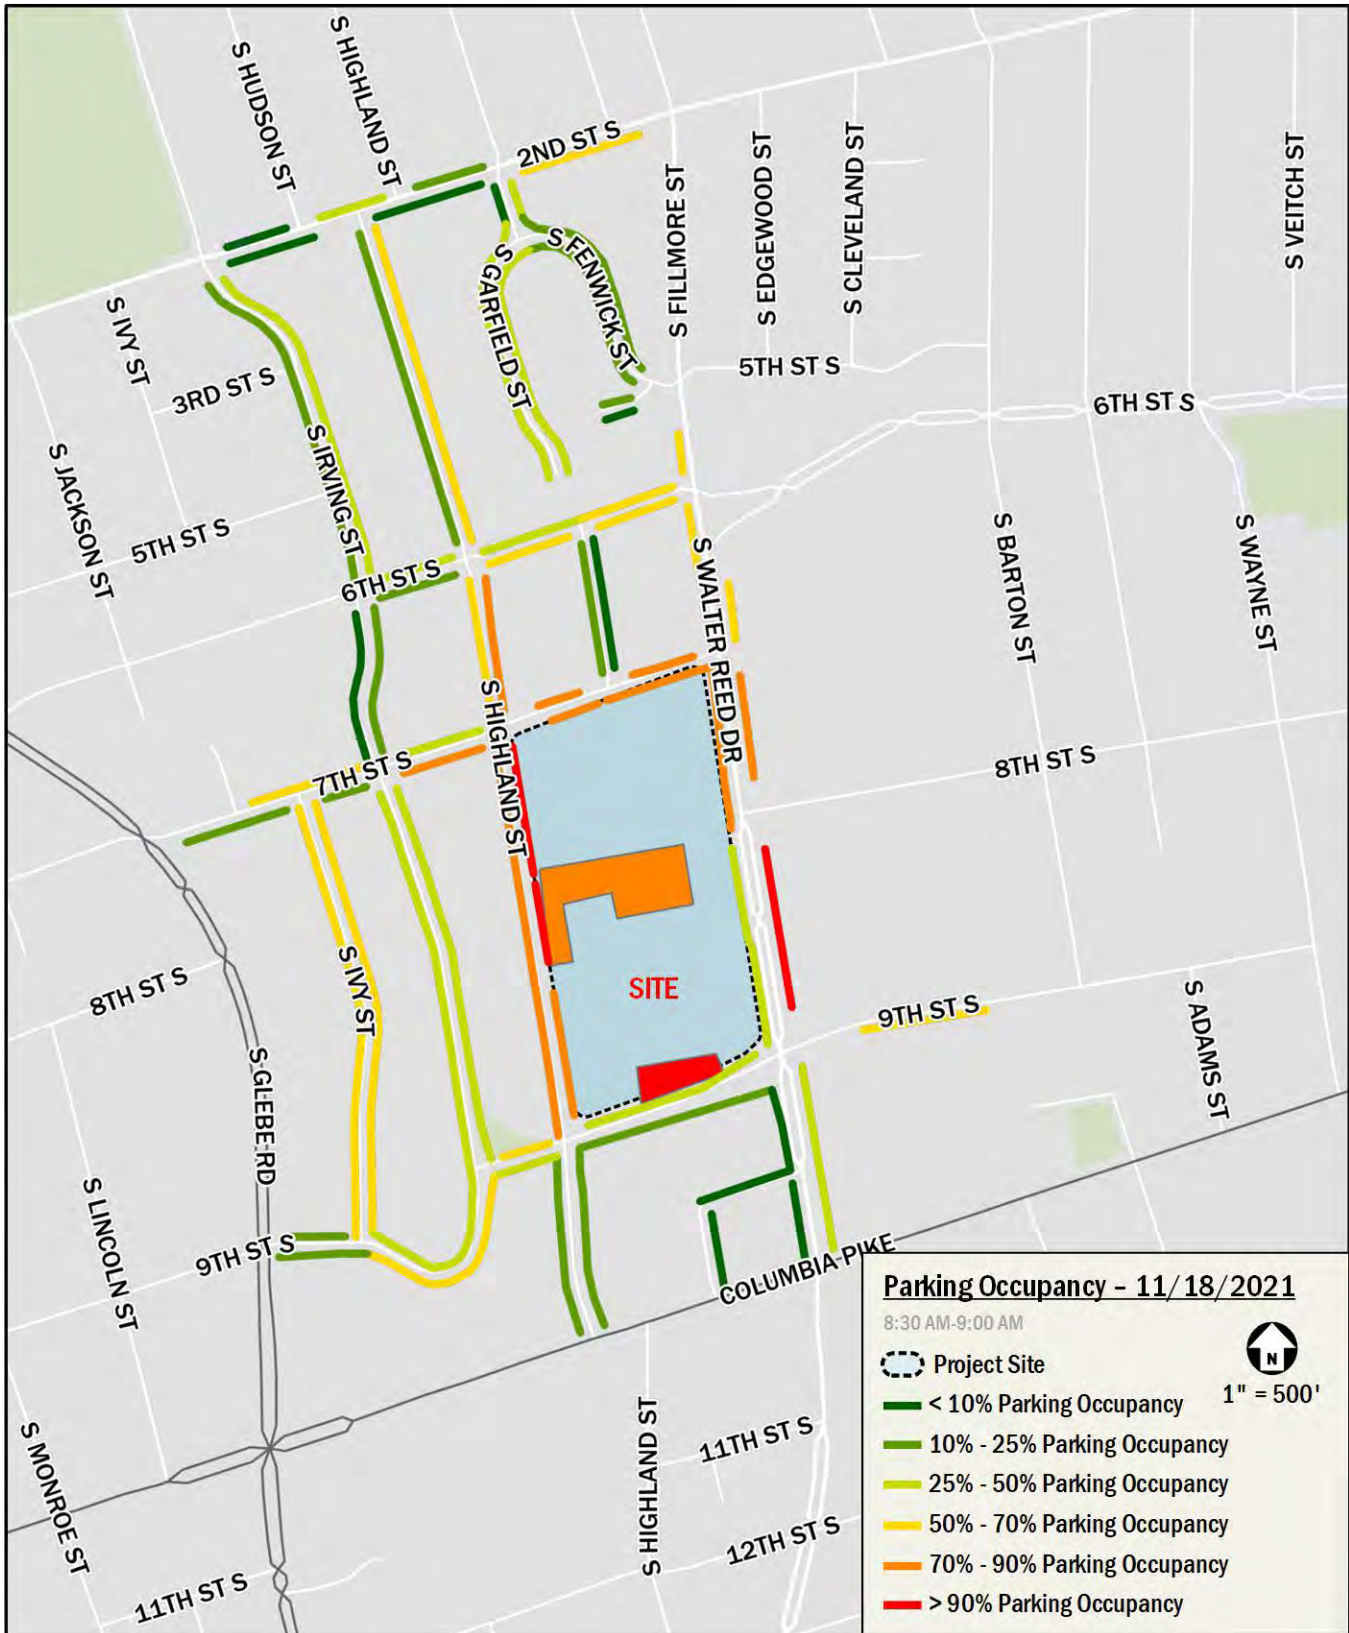 S HUDSON ST
S HIGHLAND ST
2ND ST S
S FILLMORE ST
S EDGEWOOD ST
S CLEVELAND ST
S VEITCH ST
S IVY ST
3RD ST S
S GARFIELD ST
S FENWICK ST
5TH ST S
6TH ST S
S JACKSON ST
S IRVING ST
5TH ST S
6TH ST S
S WALTER REED DR
S BARTON ST
S WAYNE ST
S HIGHLAND ST
7TH ST S
8TH ST S
8TH ST S
S IVY ST
SITE
9TH ST S
S ADAMS ST
S GLEBE RD
S LINCOLN ST
9TH ST S
COLUMBIA PIKE
S MONROE ST
11TH ST S
S HIGHLAND ST
11TH ST S
12TH ST S
Parking Occupancy – 11/18/2021
8:30 AM-9:00 AM
N
1" = 500'
Project Site
< 10% Parking Occupancy
10% - 25% Parking Occupancy
25% - 50% Parking Occupancy
50% - 70% Parking Occupancy
70% - 90% Parking Occupancy
> 90% Parking Occupancy